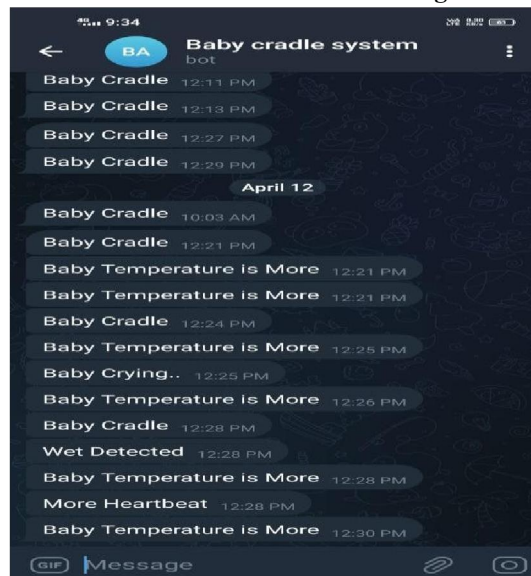 9:34
BA
Baby cradle system
bot
Baby Cradle 12:11 PM
Baby Cradle 12:13 PM
Baby Cradle 12:27 PM
Baby Cradle 12:29 PM
April 12
Baby Cradle 10:03 AM
Baby Cradle 12:21 PM
Baby Temperature is More 12:21 PM
Baby Temperature is More 12:21 PM
Baby Cradle 12:24 PM
Baby Temperature is More 12:25 PM
Baby Crying.. 12:25 PM
Baby Temperature is More 12:26 PM
Baby Cradle 12:28 PM
Wet Detected 12:28 PM
Baby Temperature is More 12:28 PM
More Heartbeat 12:28 PM
Baby Temperature is More 12:30 PM
GIF Message